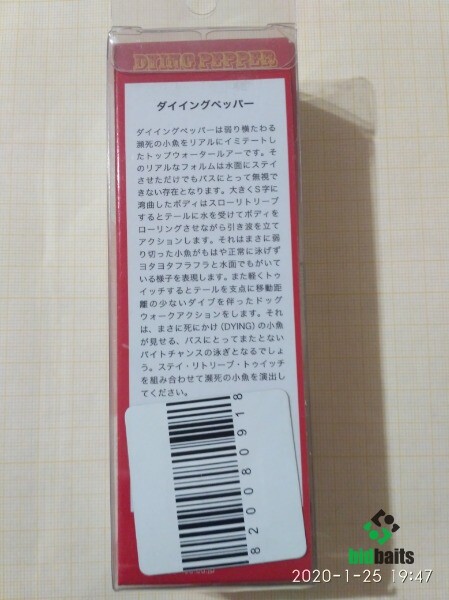 DYING PEPPER
ダイイングペッパー
ダイイングペッパーは弱り横たわる
瀕死の小魚をリアルにイミテートし
たトップウォータールアーです。そ
のリアルなフォルムは水面にステイ
させただけでもバスにとって無視で
きない存在となります。大きくS字に
湾曲したボディはスローリトリーブ
するとテールに水を受けてボディを
ローリングさせながら引き波を立て
アクションします。それはまさに弱
り切った小魚がもはや正常に泳げず
ヨタヨタフラフラと水面でもがいて
いる様子を表現します。また軽くトゥ
イッチするとテールを支点に移動距
離の少ないダイブを伴ったドッグ
ウォークアクションをします。それ
は、まさに死にかけ(DYING)の小魚
が見せる、バスにとってまたとない
バイトチャンスの泳ぎとなるでしょ
う。ステイ・リトリーブ・トゥイッチ
を組み合わせて瀕死の小魚を演出し
てください。
82008091 8
bidbaits
2020-1-25 19:47